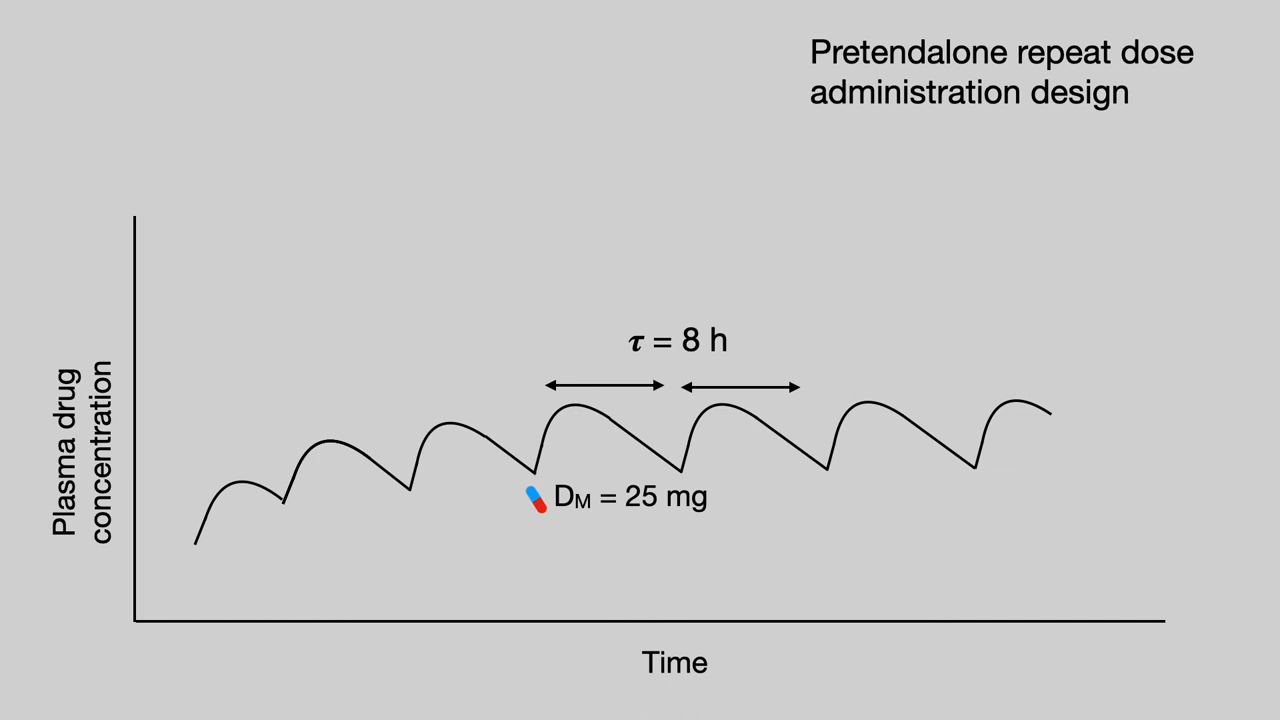 Pretendalone repeat dose
administration design
Plasma drug
concentration
𝝉 = 8 h
DM = 25 mg
Time